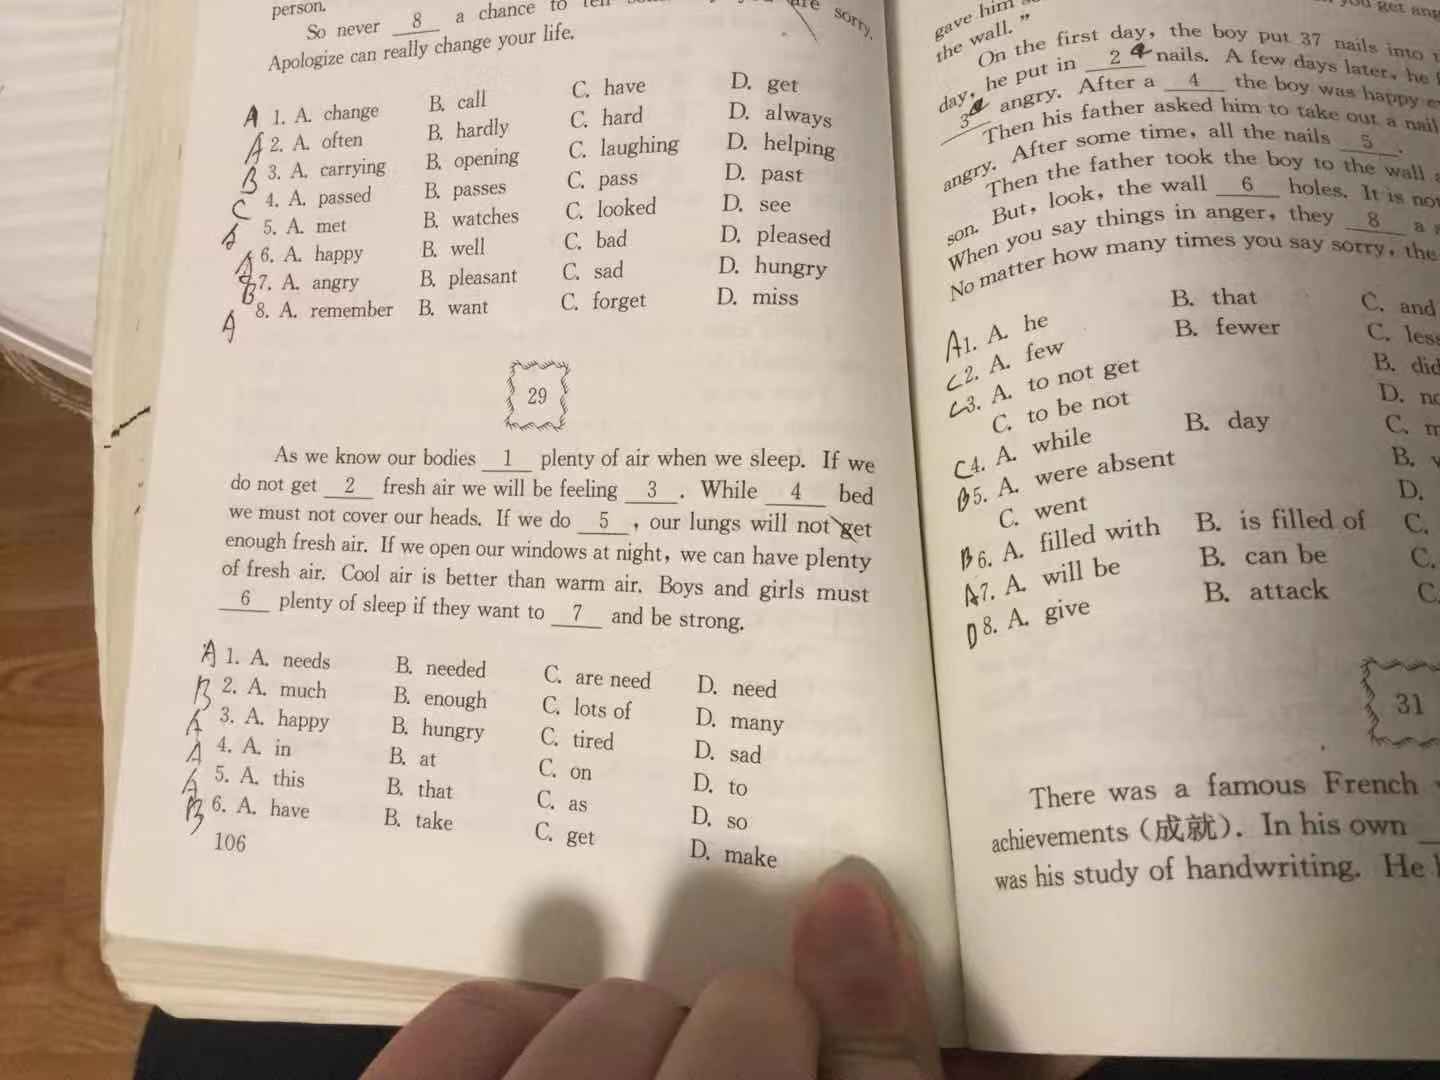 person.
So never 8 a chance to tell are sorry.
Apologize can really change your life.
A 1. A. change B. call C. have D. get
A 2. A. often B. hardly C. hard D. always
B 3. A. carrying B. opening C. laughing D. helping
C 4. A. passed B. passes C. pass D. past
A 5. A. met B. watches C. looked D. see
A 6. A. happy B. well C. bad D. pleased
B 7. A. angry B. pleasant C. sad D. hungry
A 8. A. remember B. want C. forget D. miss
29
As we know our bodies 1 plenty of air when we sleep. If we
do not get 2 fresh air we will be feeling 3 . While 4 bed
we must not cover our heads. If we do 5 , our lungs will not get
enough fresh air. If we open our windows at night, we can have plenty
of fresh air. Cool air is better than warm air. Boys and girls must
6 plenty of sleep if they want to 7 and be strong.
A 1. A. needs B. needed C. are need D. need
B 2. A. much B. enough C. lots of D. many
A 3. A. happy B. hungry C. tired D. sad
A 4. A. in B. at C. on D. to
A 5. A. this B. that C. as D. so
B 6. A. have B. take C. get D. make
106
gave him
the wall."
On the first day, the boy put 37 nails into
day, he put in 2 nails. A few days later, he
3 angry. After a 4 the boy was happy
Then his father asked him to take out a nail
angry. After some time, all the nails 5 .
Then the father took the boy to the wall
son. But, look, the wall 6 holes. It is
When you say things in anger, they 8 a
No matter how many times you say sorry, the
A 1. A. he B. that C. and
C 2. A. few B. fewer C. less
C 3. A. to not get B. did
C. to be not D.
C 4. A. while B. day C.
B 5. A. were absent B.
C. went D.
B 6. A. filled with B. is filled of C.
A 7. A. will be B. can be C.
D 8. A. give B. attack C.
31
There was a famous French
achievements (成就). In his own
was his study of handwriting. He